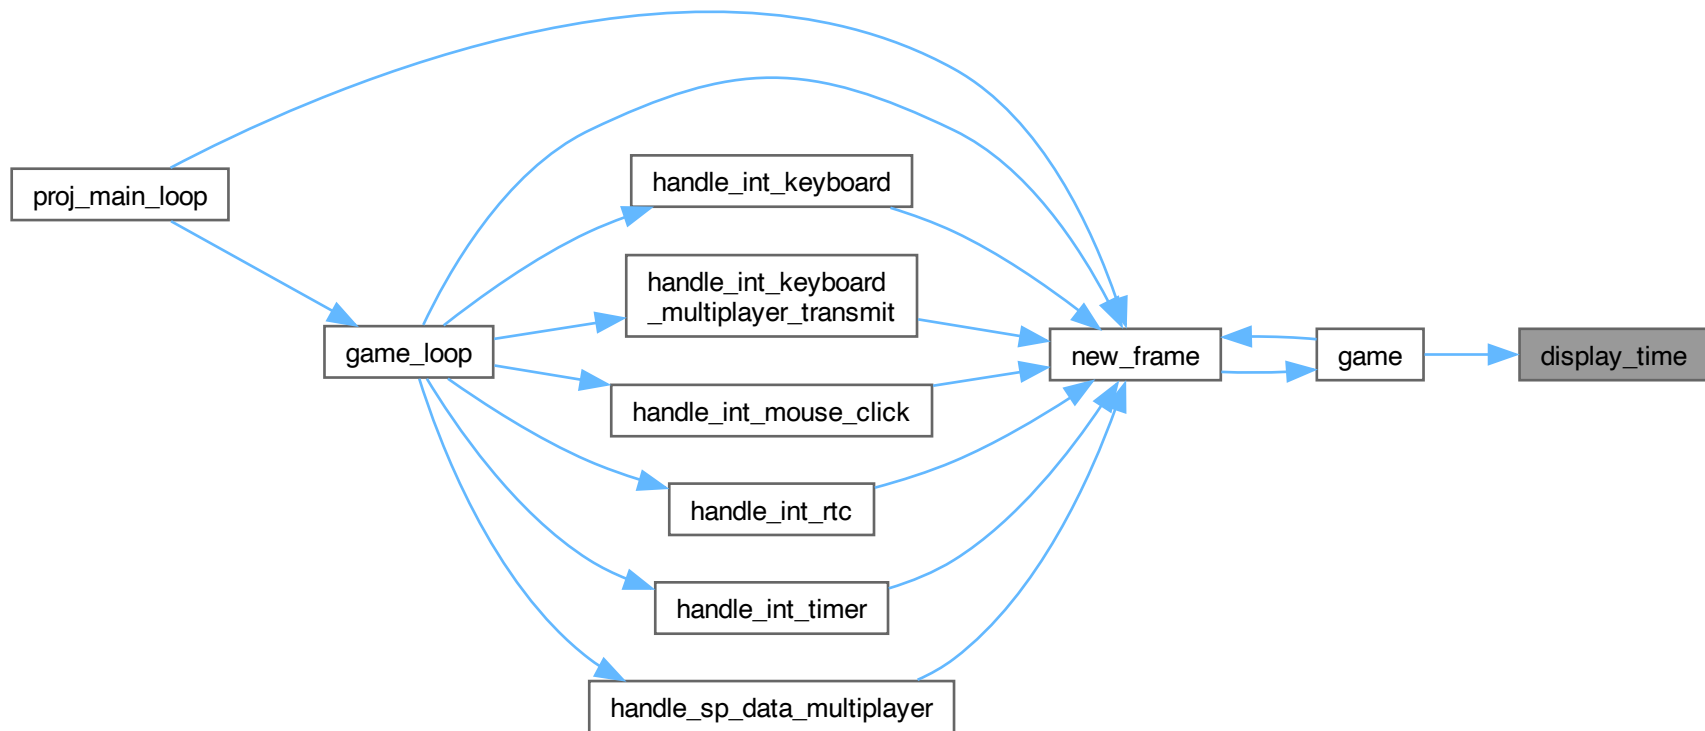 proj_main_loop
game_loop
handle_int_keyboard
handle_int_keyboard
_multiplayer_transmit
handle_int_mouse_click
handle_int_rtc
handle_int_timer
handle_sp_data_multiplayer
new_frame
game
display_time